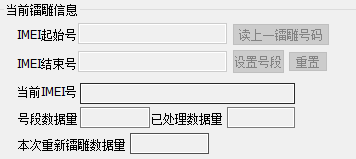 当前镭雕信息
IMEI起始号 读上一镭雕号码
IMEI结束号 设置号段 重置
当前IMEI号
号段数据量 已处理数据量
本次重新镭雕数据量